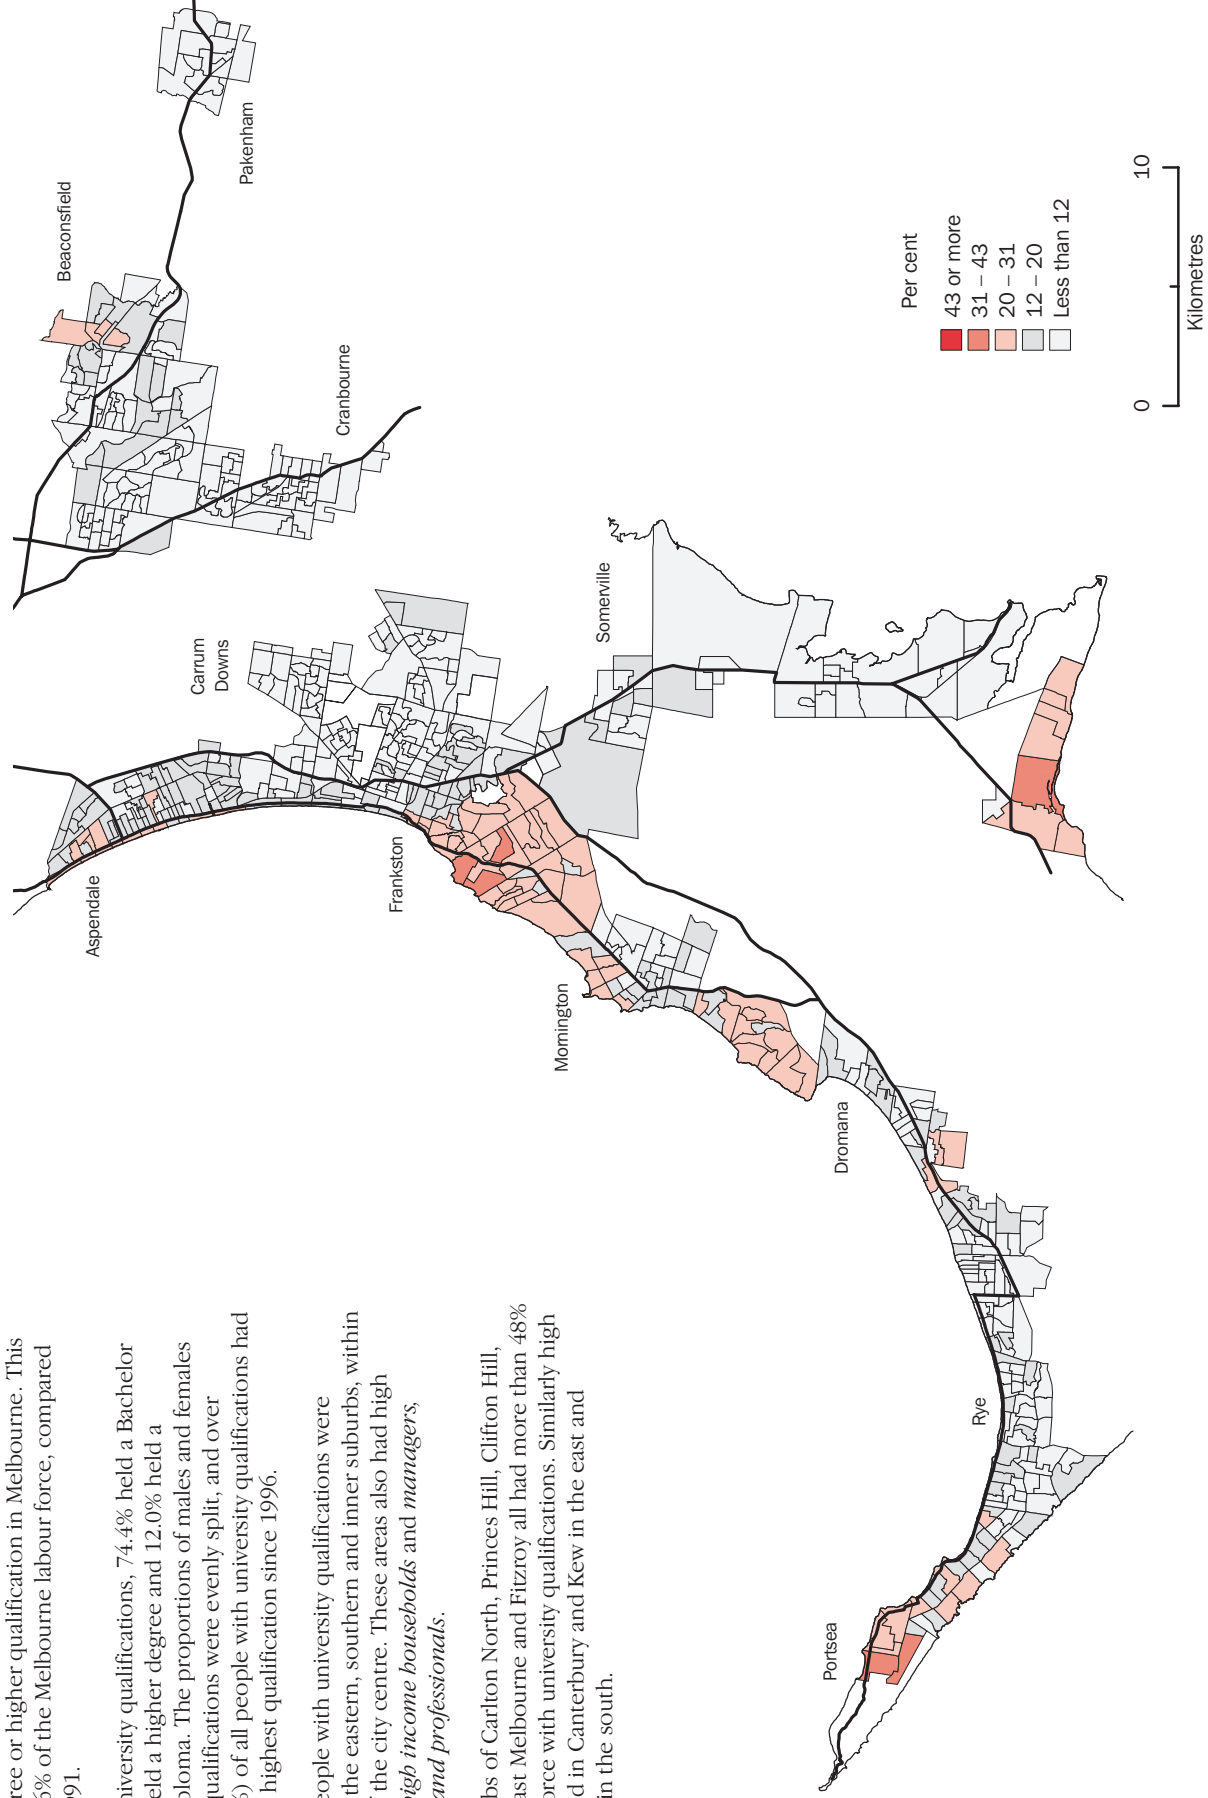 ree or higher qualification in Melbourne. This
6% of the Melbourne labour force, compared
991.
niversity qualifications, 74.4% held a Bachelor
eld a higher degree and 12.0% held a
ploma. The proportions of males and females
ualifications were evenly split, and over
) of all people with university qualifications had
highest qualification since 1996.
eople with university qualifications were
the eastern, southern and inner suburbs, within
the city centre. These areas also had high
igh income households and managers,
and professionals.
bs of Carlton North, Princes Hill, Clifton Hill,
ast Melbourne and Fitzroy all had more than 48%
orce with university qualifications. Similarly high
d in Canterbury and Kew in the east and
in the south.
Portsea
Rye
Dromana
Mornington
Frankston
Aspendale
Carrum
Downs
Somerville
Cranbourne
Beaconsfield
Pakenham
Per cent
43 or more
31 – 43
20 – 31
12 – 20
Less than 12
0 10
Kilometres